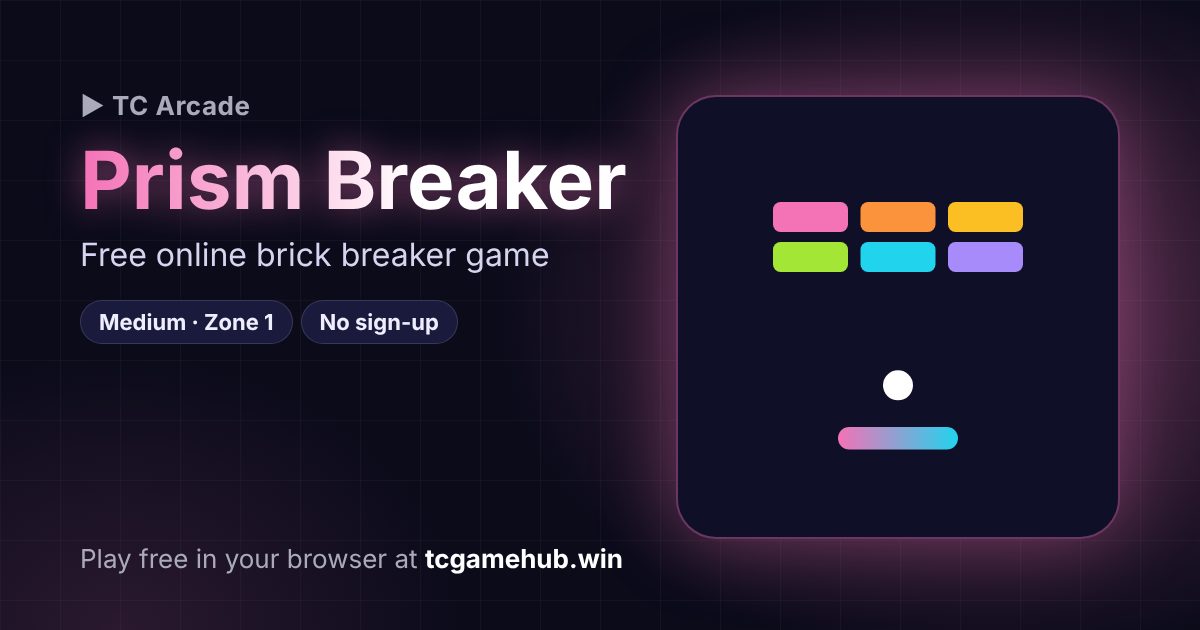 ▶ TC Arcade
Prism Breaker
Free online brick breaker game
Medium · Zone 1
No sign-up
Play free in your browser at tcgamehub.win